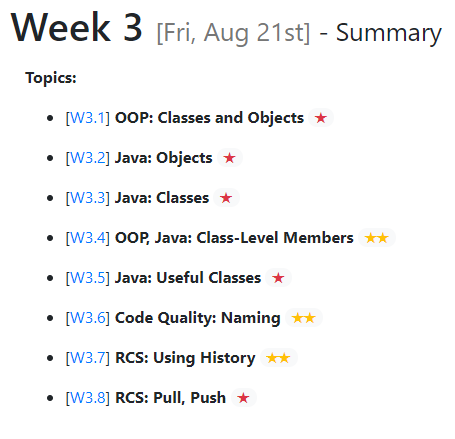 Week 3 [Fri, Aug 21st] - Summary
Topics:
• [W3.1] OOP: Classes and Objects ★
• [W3.2] Java: Objects ★
• [W3.3] Java: Classes ★
• [W3.4] OOP, Java: Class-Level Members ★★
• [W3.5] Java: Useful Classes ★
• [W3.6] Code Quality: Naming ★★
• [W3.7] RCS: Using History ★★
• [W3.8] RCS: Pull, Push ★